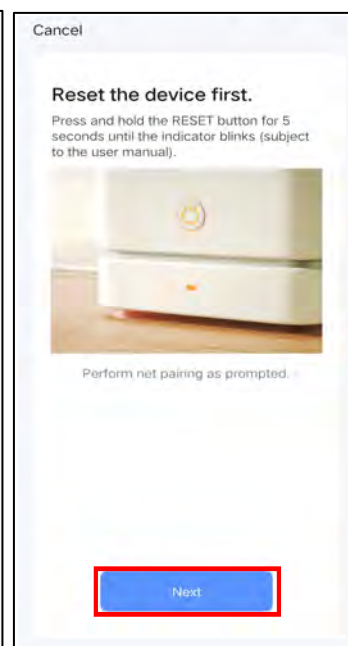 Cancel
Reset the device first.
Press and hold the RESET button for 5
seconds until the indicator blinks (subject
to the user manual).
Perform net pairing as prompted.
Next